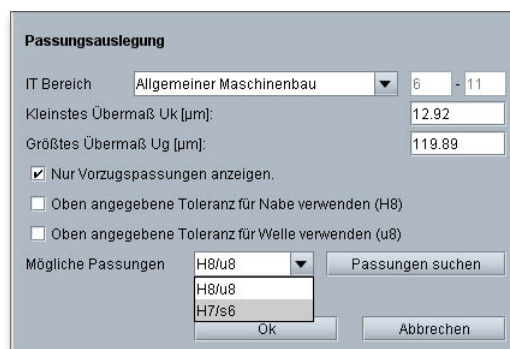 Passungsauslegung
IT Bereich Allgemeiner Maschinenbau 6 - 11
Kleinstes Übermaß Uk [µm]: 12.92
Größtes Übermaß Ug [µm]: 119.89
Nur Vorzugspassungen anzeigen.
Oben angegebene Toleranz für Nabe verwenden (H8)
Oben angegebene Toleranz für Welle verwenden (u8)
Mögliche Passungen H8/u8 Passungen suchen
H8/u8
H7/s6
Ok Abbrechen